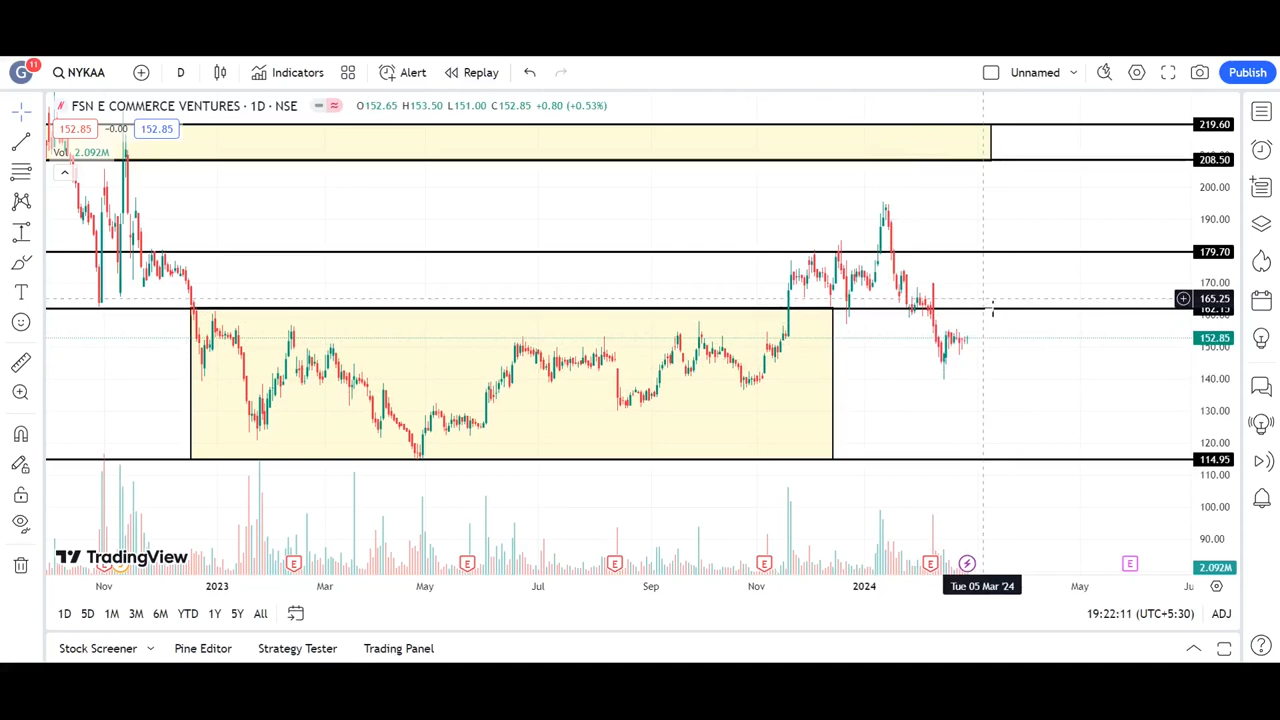 G 11 NYKAA D Indicators Alert Replay Unnamed Publish
FSN E COMMERCE VENTURES · 1D · NSE O152.65 H153.50 L151.00 C152.85 +0.80 (+0.53%)
152.85 −0.00 152.85
Vol 2.092M
219.60
208.50
200.00
190.00
179.70
170.00
165.25
162.15
152.85
150.00
140.00
130.00
120.00
114.95
110.00
100.00
90.00
2.092M
TradingView
E E E E E E
Nov 2023 Mar May Jul Sep Nov 2024 Tue 05 Mar '24 May
1D 5D 1M 3M 6M YTD 1Y 5Y All 19:22:11 (UTC+5:30) ADJ
Stock Screener Pine Editor Strategy Tester Trading Panel